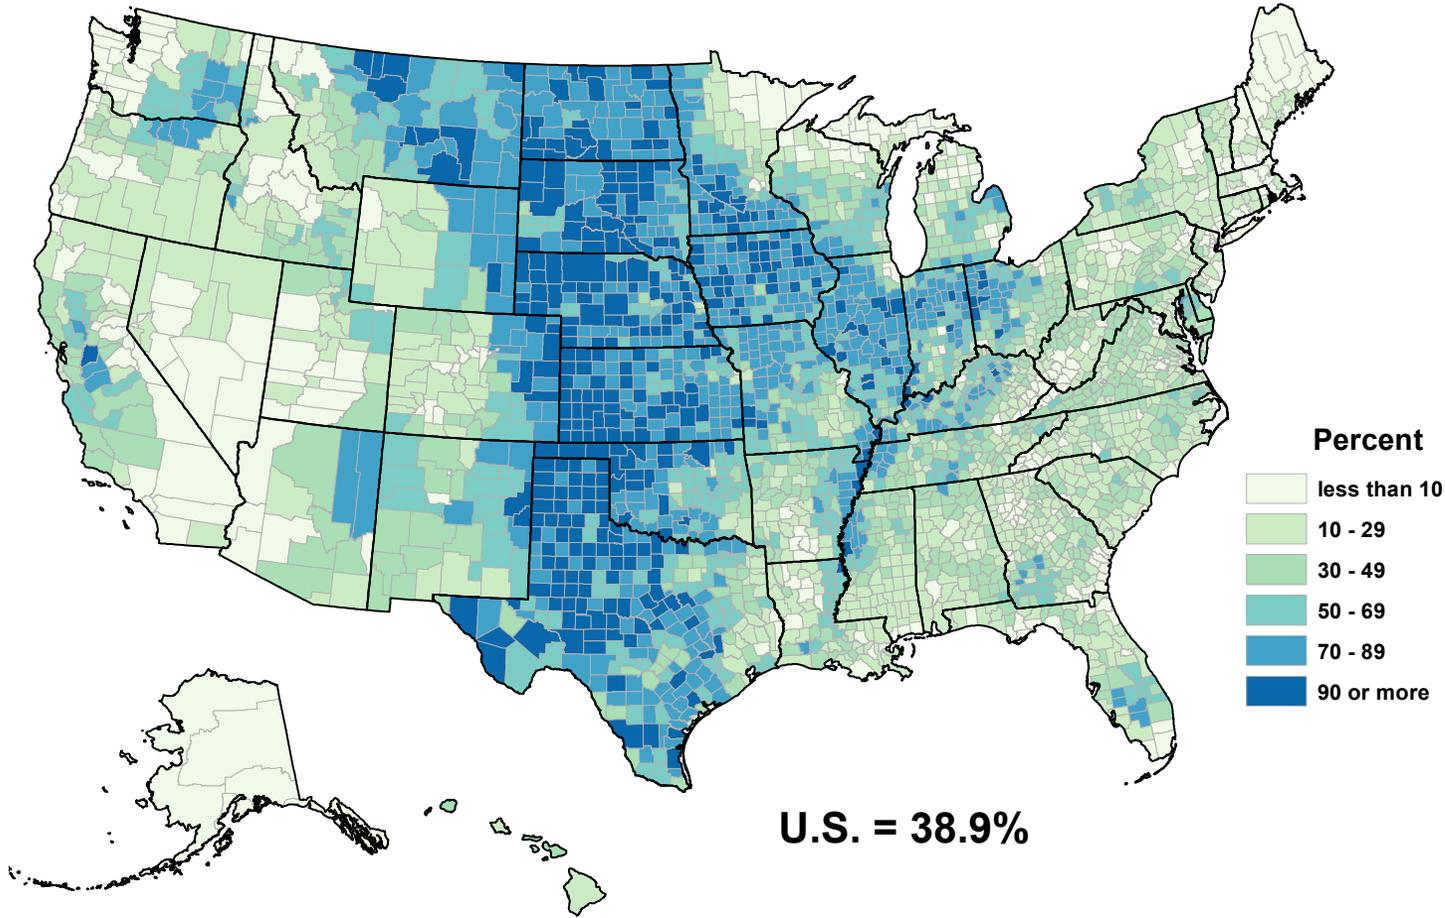 Percent
less than 10
10 - 29
30 - 49
50 - 69
70 - 89
90 or more
U.S. = 38.9%